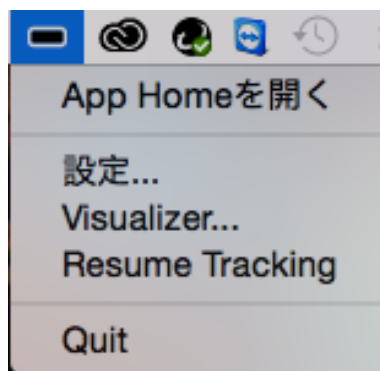 App Homeを開く
設定...
Visualizer...
Resume Tracking
Quit